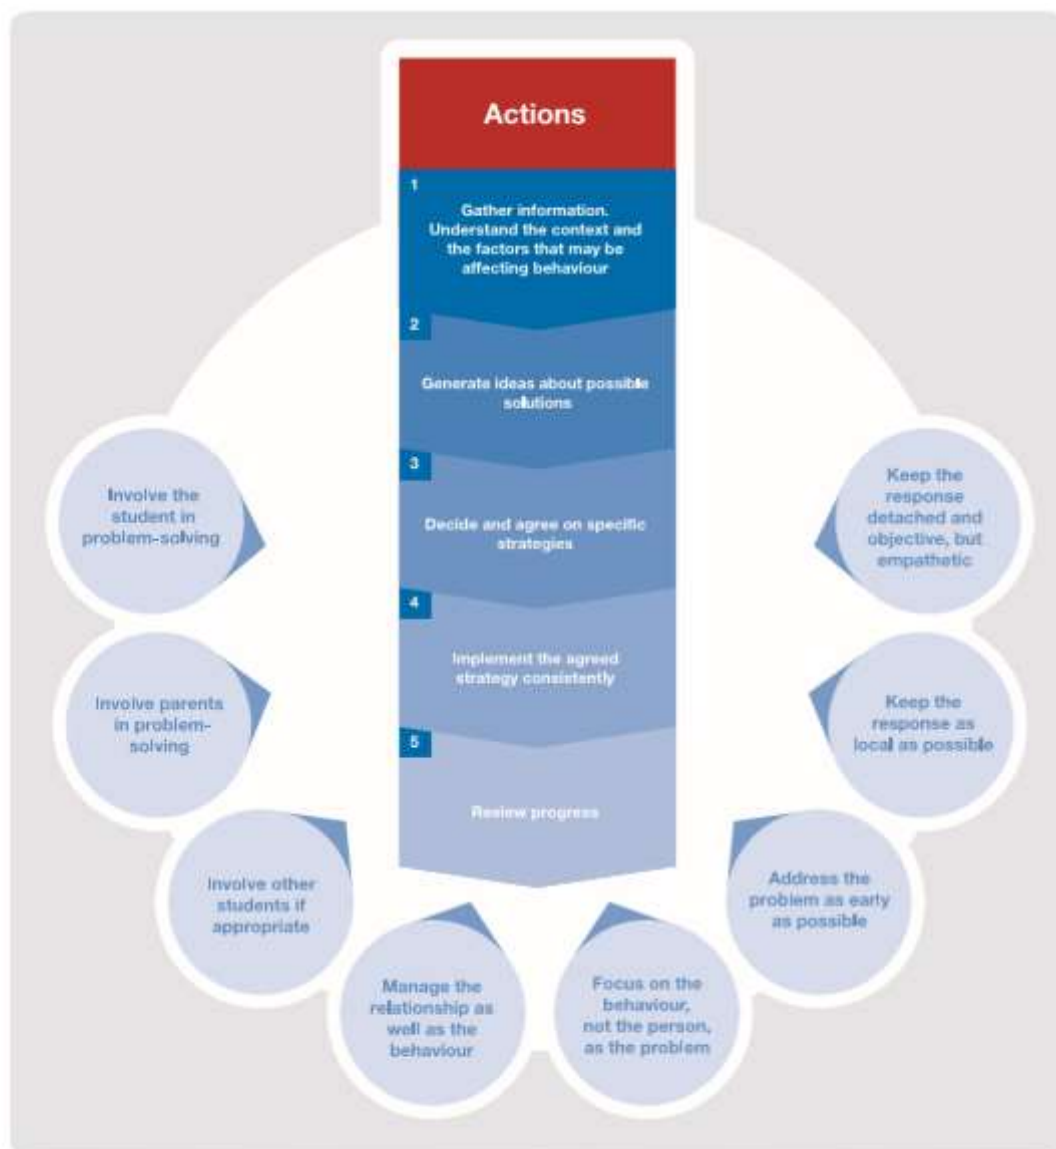 Actions
1
Gather information.
Understand the context and
the factors that may be
affecting behaviour
2
Generate ideas about possible
solutions
3
Decide and agree on specific
strategies
4
Implement the agreed
strategy consistently
5
Review progress
Involve the
student in
problem-solving
Involve parents
in problem-
solving
Involve other
students if
appropriate
Manage the
relationship as
well as the
behaviour
Focus on the
behaviour,
not the person,
as the problem
Address the
problem as early
as possible
Keep the
response as
local as possible
Keep the
response
detached and
objective, but
empathetic